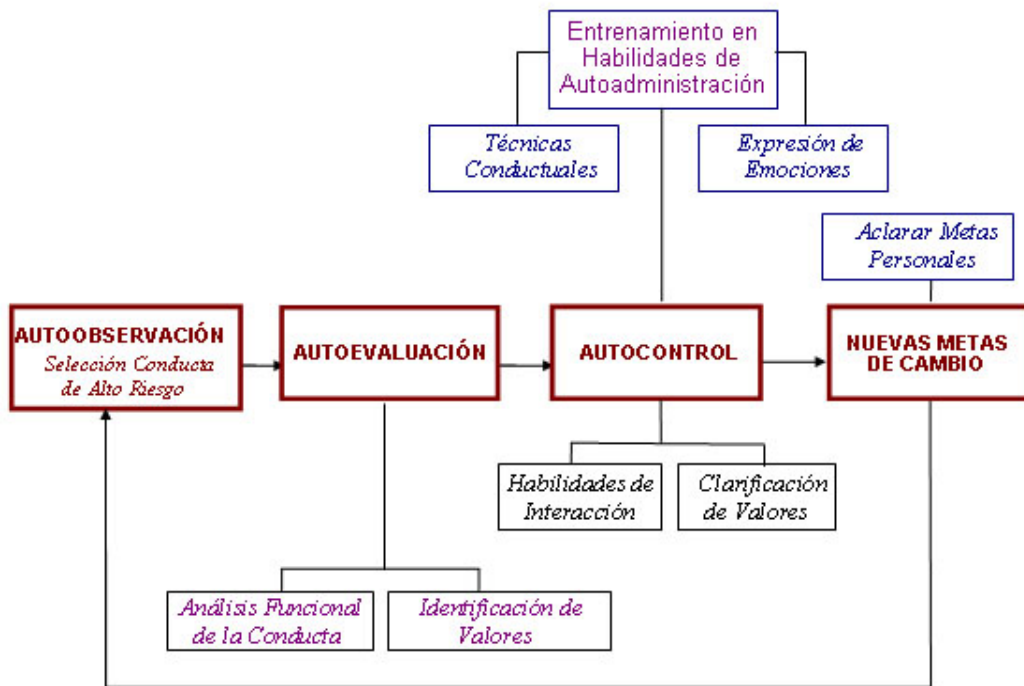 Entrenamiento en
Habilidades de
Autoadministración
Técnicas
Conductuales
Expresión de
Emociones
Aclarar Metas
Personales
AUTOOBSERVACIÓN
Selección Conducta
de Alto Riesgo
AUTOEVALUACIÓN
AUTOCONTROL
NUEVAS METAS
DE CAMBIO
Habilidades de
Interacción
Clarificación
de Valores
Análisis Funcional
de la Conducta
Identificación de
Valores